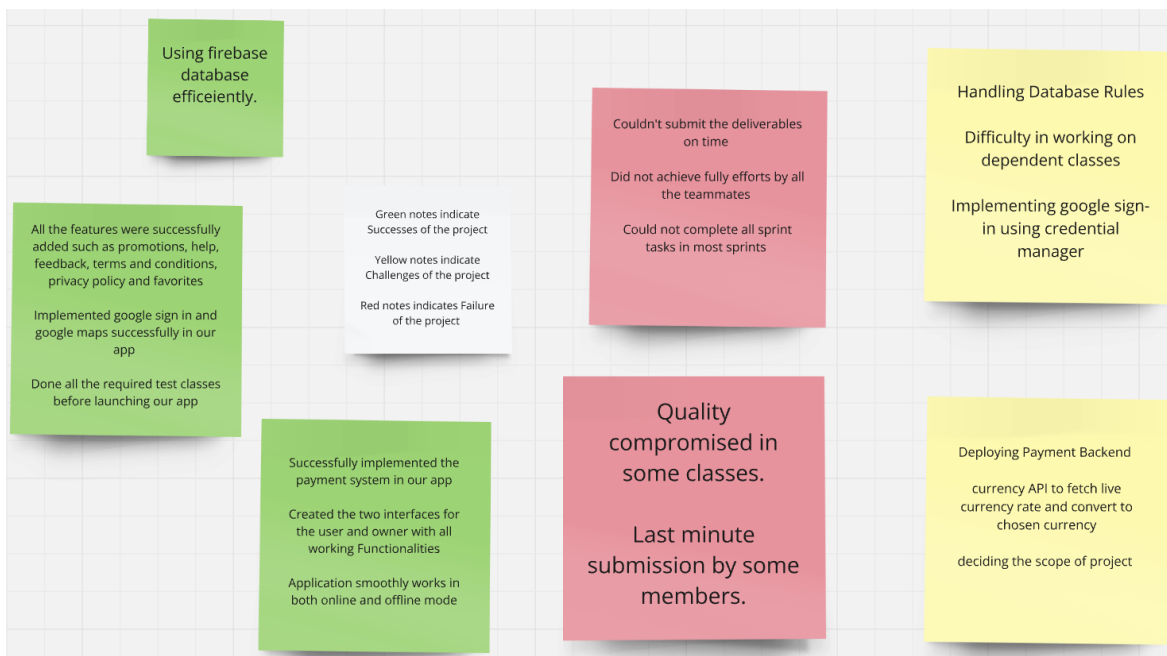 Using firebase
database
efficeiently.
All the features were successfully
added such as promotions, help,
feedback, terms and conditions,
privacy policy and favorites
Implemented google sign in and
google maps successfully in our
app
Done all the required test classes
before launching our app
Successfully implemented the
payment system in our app
Created the two interfaces for
the user and owner with all
working Functionalities
Application smoothly works in
both online and offline mode
Green notes indicate
Successes of the project
Yellow notes indicate
Challenges of the project
Red notes indicates Failure
of the project
Couldn't submit the deliverables
on time
Did not achieve fully efforts by all
the teammates
Could not complete all sprint
tasks in most sprints
Quality
compromised in
some classes.
Last minute
submission by some
members.
Handling Database Rules
Difficulty in working on
dependent classes
Implementing google sign-
in using credential
manager
Deploying Payment Backend
currency API to fetch live
currency rate and convert to
chosen currency
deciding the scope of project